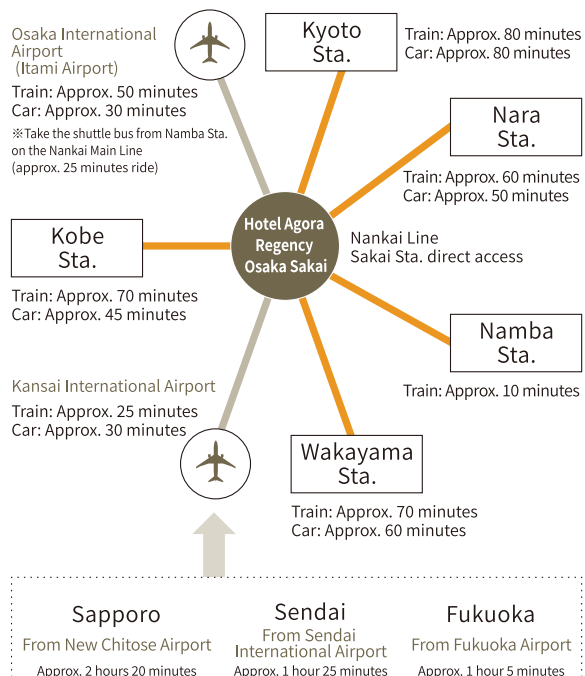 Osaka International
Airport
(Itami Airport)
Train: Approx. 50 minutes
Car: Approx. 30 minutes
※Take the shuttle bus from Namba Sta.
on the Nankai Main Line
(approx. 25 minutes ride)
Kyoto
Sta.
Train: Approx. 80 minutes
Car: Approx. 80 minutes
Nara
Sta.
Train: Approx. 60 minutes
Car: Approx. 50 minutes
Hotel Agora
Regency
Osaka Sakai
Nankai Line
Sakai Sta. direct access
Kobe
Sta.
Train: Approx. 70 minutes
Car: Approx. 45 minutes
Namba
Sta.
Train: Approx. 10 minutes
Kansai International Airport
Train: Approx. 25 minutes
Car: Approx. 30 minutes
Wakayama
Sta.
Train: Approx. 70 minutes
Car: Approx. 60 minutes
Sapporo
From New Chitose Airport
Approx. 2 hours 20 minutes
Sendai
From Sendai
International Airport
Approx. 1 hour 25 minutes
Fukuoka
From Fukuoka Airport
Approx. 1 hour 5 minutes